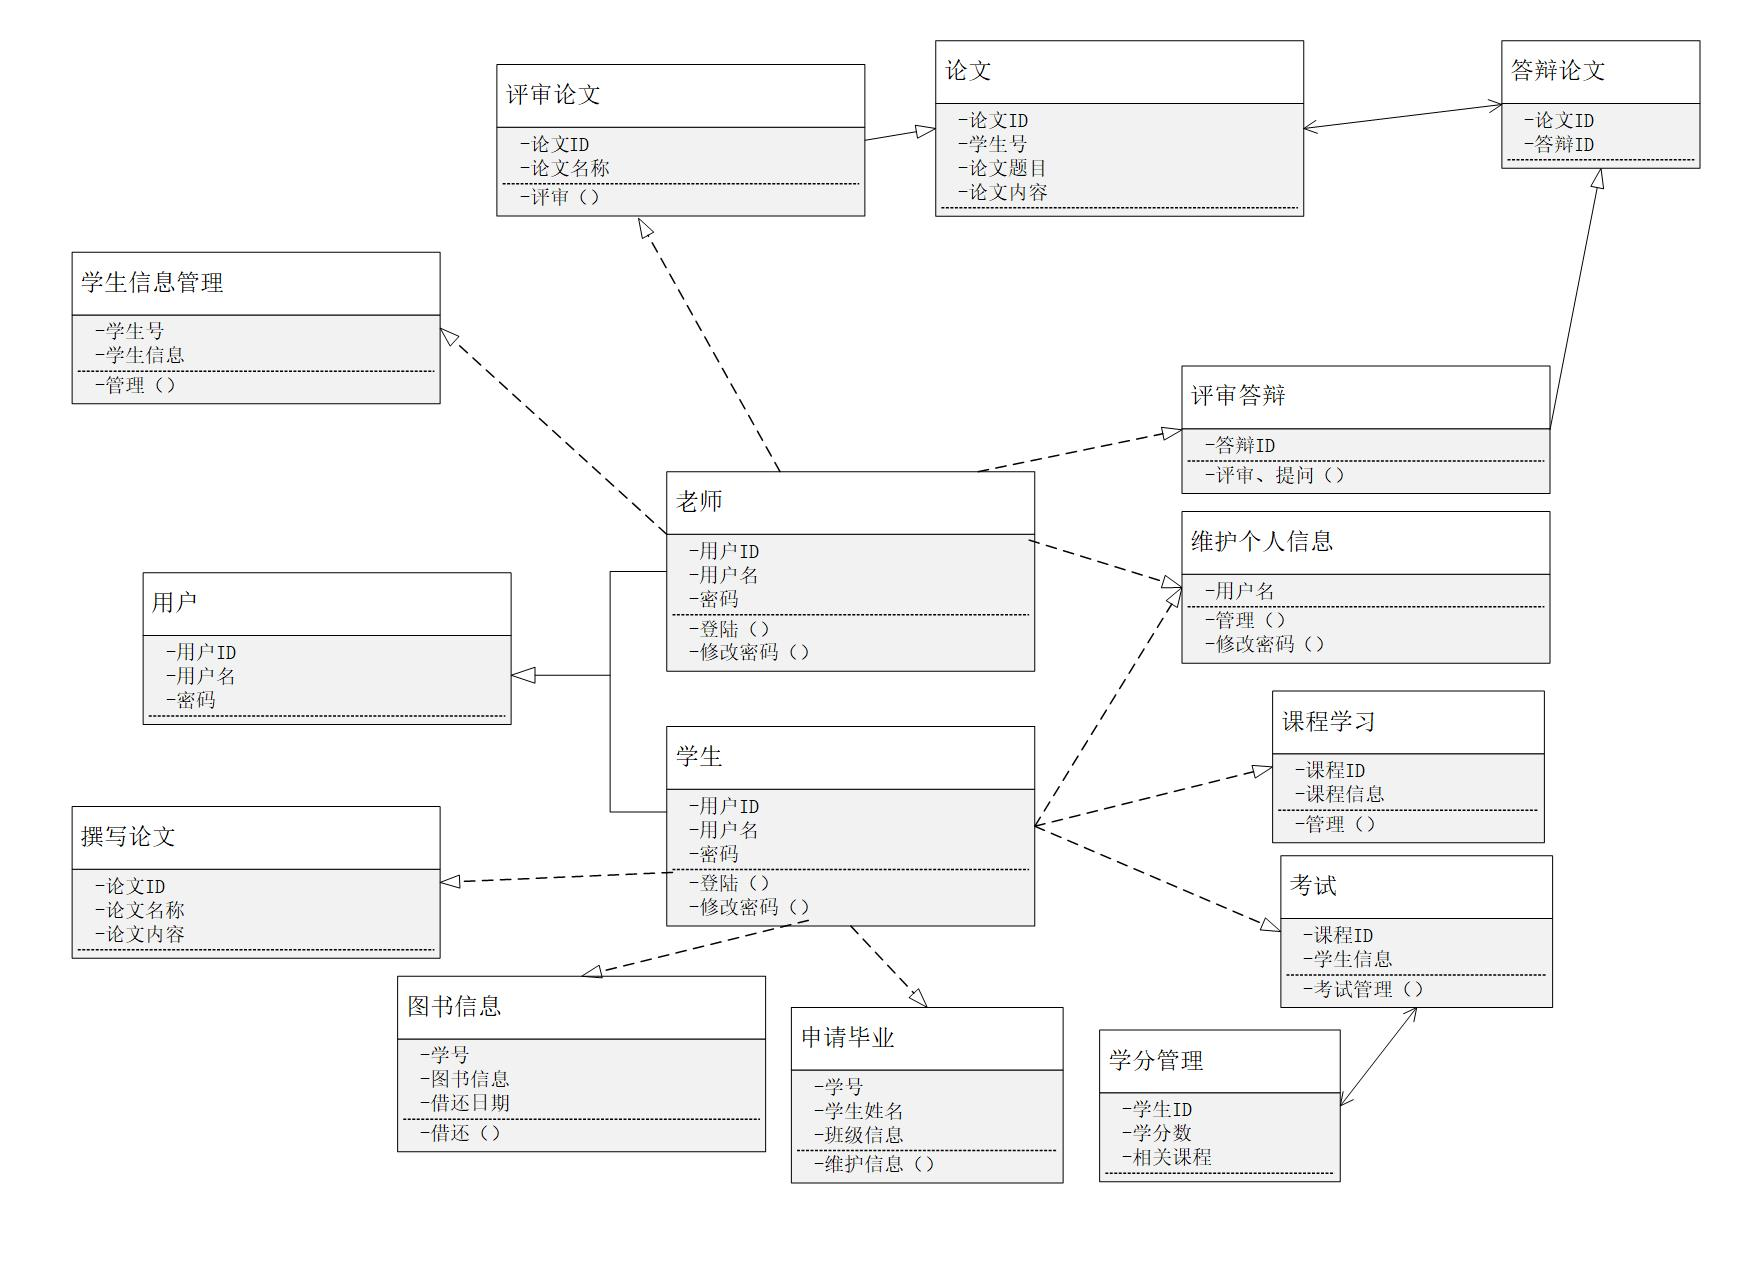 评审论文
-论文ID
-论文名称
-评审（）
论文
-论文ID
-学生号
-论文题目
-论文内容
答辩论文
-论文ID
-答辩ID
学生信息管理
-学生号
-学生信息
-管理（）
评审答辩
-答辩ID
-评审、提问（）
老师
-用户ID
-用户名
-密码
-登陆（）
-修改密码（）
维护个人信息
-用户名
-管理（）
-修改密码（）
用户
-用户ID
-用户名
-密码
学生
-用户ID
-用户名
-密码
-登陆（）
-修改密码（）
课程学习
-课程ID
-课程信息
-管理（）
撰写论文
-论文ID
-论文名称
-论文内容
考试
-课程ID
-学生信息
-考试管理（）
图书信息
-学号
-图书信息
-借还日期
-借还（）
申请毕业
-学号
-学生姓名
-班级信息
-维护信息（）
学分管理
-学生ID
-学分数
-相关课程